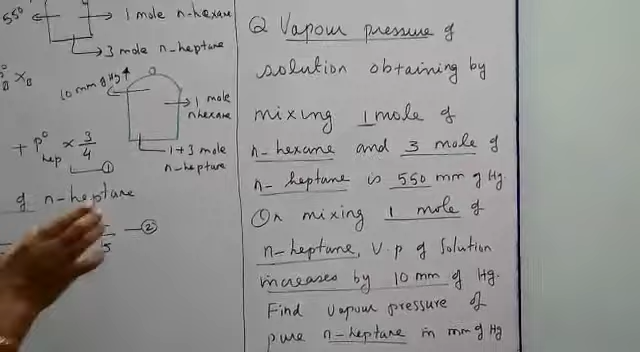 550
1 mole n-hexane
3 mole n-heptane
P°B XB
10 mm Hg ↑
1 mole
nhexane
1+3 mole
n-heptane
+ P°hep × 3/4
①
of n-heptane
5 — ②
Q Vapour pressure of
solution obtaining by
mixing 1 mole of
n-hexane and 3 mole of
n-heptane is 550 mm of Hg.
On mixing 1 mole of
n-heptane, V.p of Solution
increases by 10 mm of Hg.
Find vapour pressure of
pure n-heptane in mm of Hg